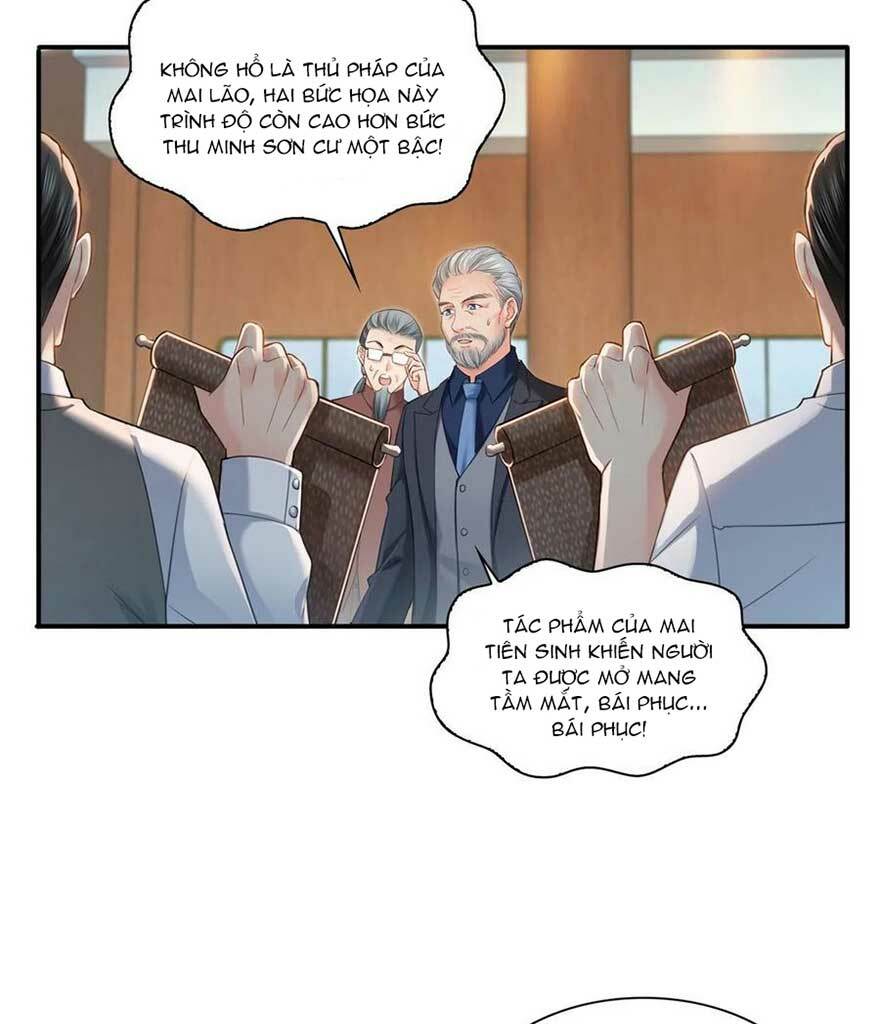 KHÔNG HỔ LÀ THỦ PHÁP CỦA
MAI LÃO, HAI BỨC HỌA NÀY
TRÌNH ĐỘ CÒN CAO HƠN BỨC
THU MINH SƠN CƯ MỘT BẬC!
TÁC PHẨM CỦA MAI
TIÊN SINH KHIẾN NGƯỜI
TA ĐƯỢC MỞ MANG
TẦM MẮT, BÁI PHỤC...
BÁI PHỤC!